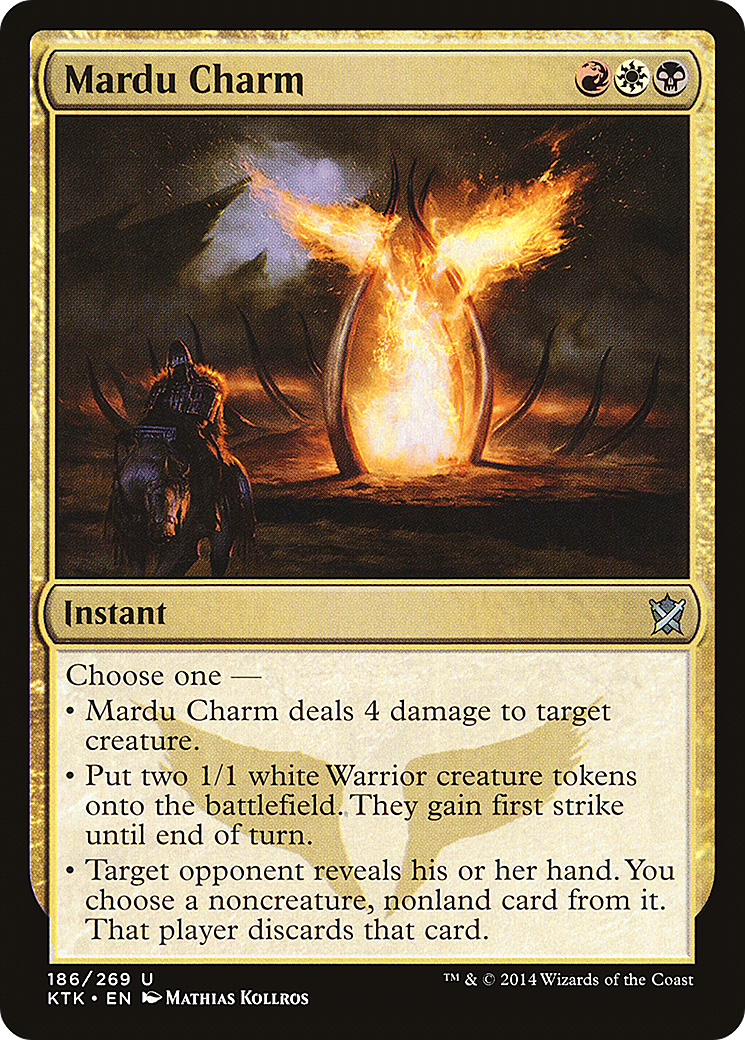 Mardu Charm
Instant
Choose one —
• Mardu Charm deals 4 damage to target
creature.
• Put two 1/1 white Warrior creature tokens
onto the battlefield. They gain first strike
until end of turn.
• Target opponent reveals his or her hand. You
choose a noncreature, nonland card from it.
That player discards that card.
186/269 U
™ & © 2014 Wizards of the Coast
KTK • EN Mathias Kollros